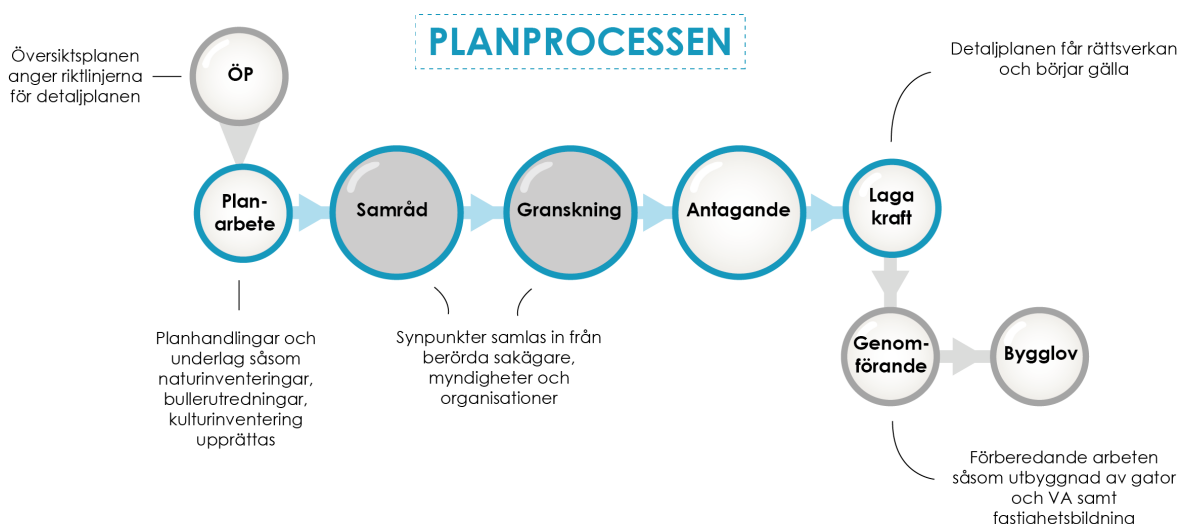 PLANPROCESSEN
Översiktsplanen
anger riktlinjerna
för detaljplanen
ÖP
Detaljplanen får rättsverkan
och börjar gälla
Plan-
arbete
Samråd
Granskning
Antagande
Laga
kraft
Planhandlingar och
underlag såsom
naturinventeringar,
bullerutredningar,
kulturinventering
upprättas
Synpunkter samlas in från
berörda sakägare,
myndigheter och
organisationer
Genom-
förande
Bygglov
Förberedande arbeten
såsom utbyggnad av gator
och VA samt
fastighetsbildning